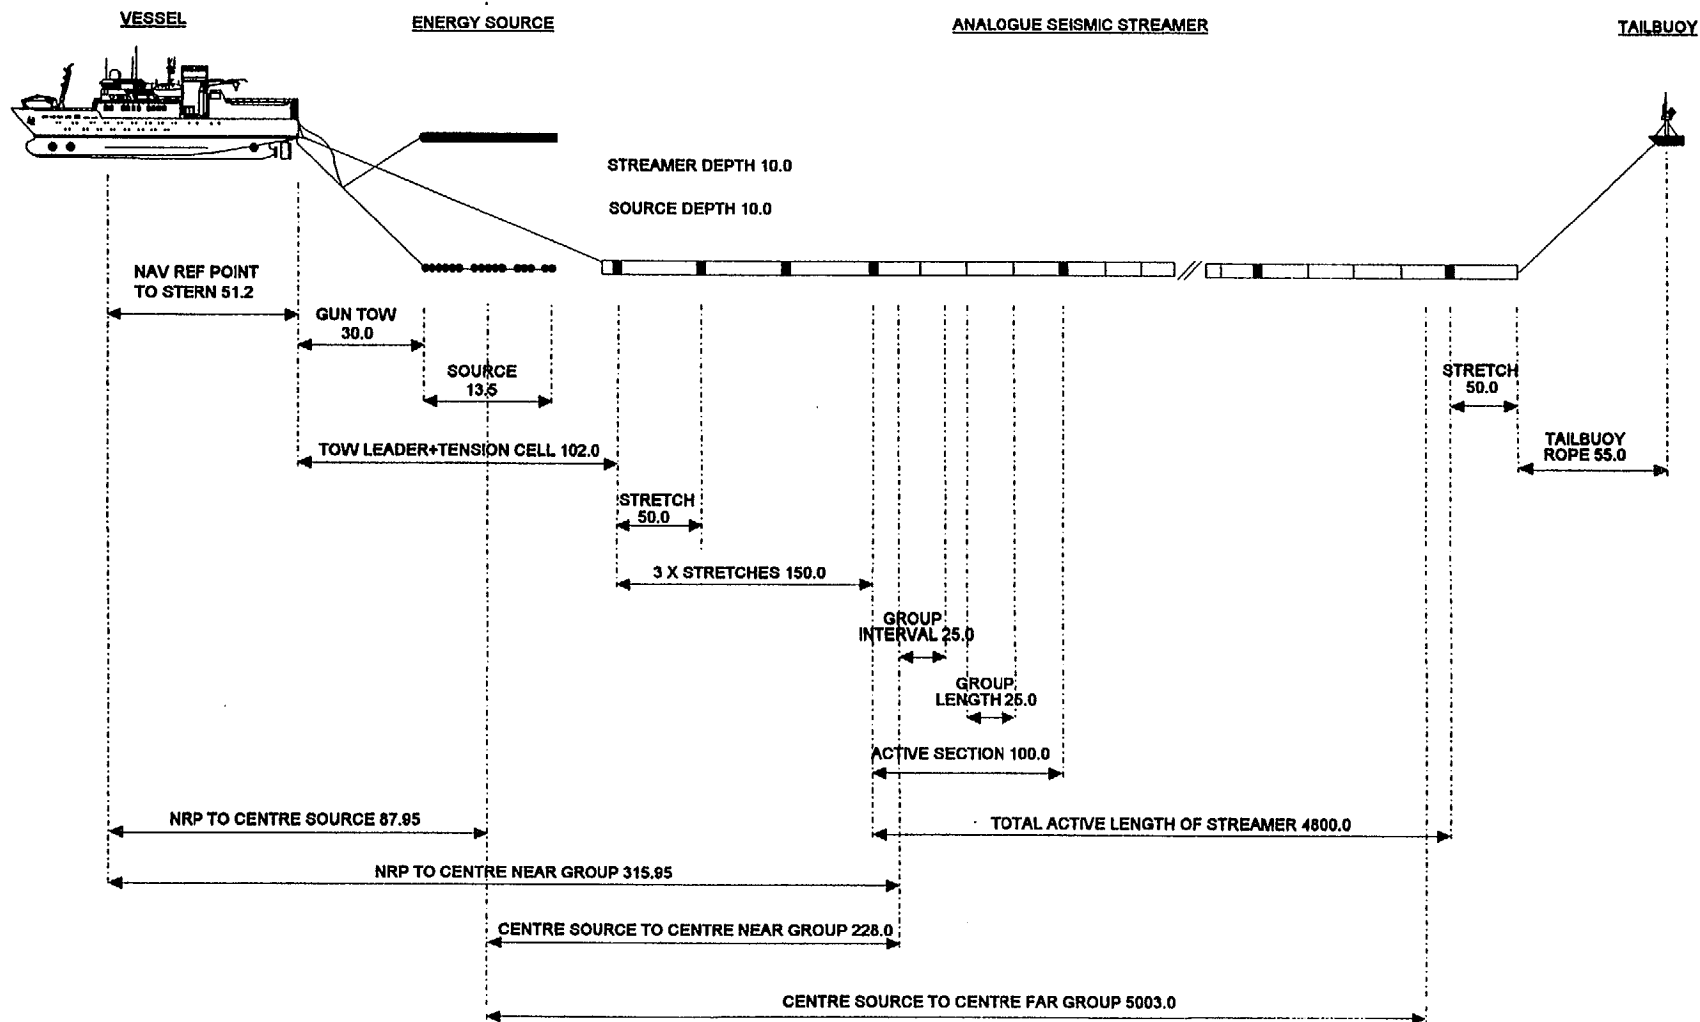 VESSEL
ENERGY SOURCE
ANALOGUE SEISMIC STREAMER
TAILBUOY
STREAMER DEPTH 10.0
SOURCE DEPTH 10.0
NAV REF POINT
TO STERN 51.2
GUN TOW
30.0
SOURCE
13.5
STRETCH
50.0
TAILBUOY
ROPE 55.0
TOW LEADER+TENSION CELL 102.0
STRETCH
50.0
3 X STRETCHES 150.0
GROUP
INTERVAL 25.0
GROUP
LENGTH 25.0
ACTIVE SECTION 100.0
NRP TO CENTRE SOURCE 87.95
TOTAL ACTIVE LENGTH OF STREAMER 4800.0
NRP TO CENTRE NEAR GROUP 315.95
CENTRE SOURCE TO CENTRE NEAR GROUP 228.0
CENTRE SOURCE TO CENTRE FAR GROUP 5003.0